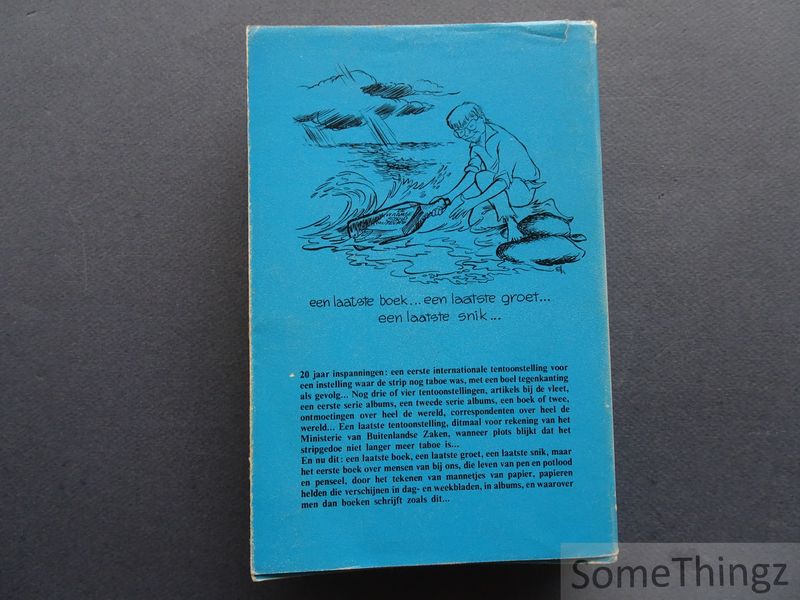 een laatste boek... een laatste groet...
een laatste snik...
20 jaar inspanningen: een eerste internationale tentoonstelling voor
een instelling waar de strip nog taboe was, met een boel tegenkanting
als gevolg... Nog drie of vier tentoonstellingen, artikels bij de vleet,
een eerste serie albums, een tweede serie albums, een boek of twee,
ontmoetingen over heel de wereld, correspondenten over heel de
wereld... Een laatste tentoonstelling, ditmaal voor rekening van het
Ministerie van Buitenlandse Zaken, wanneer plots blijkt dat het
stripgedoe niet langer meer taboe is...
En nu dit: een laatste boek, een laatste groet, een laatste snik, maar
het eerste boek over mensen van bij ons, die leven van pen en potlood
en penseel, door het tekenen van mannetjes van papier, papieren
helden die verschijnen in dag- en weekbladen, in albums, en waarover
men dan boeken schrijft zoals dit...
SomeThingz